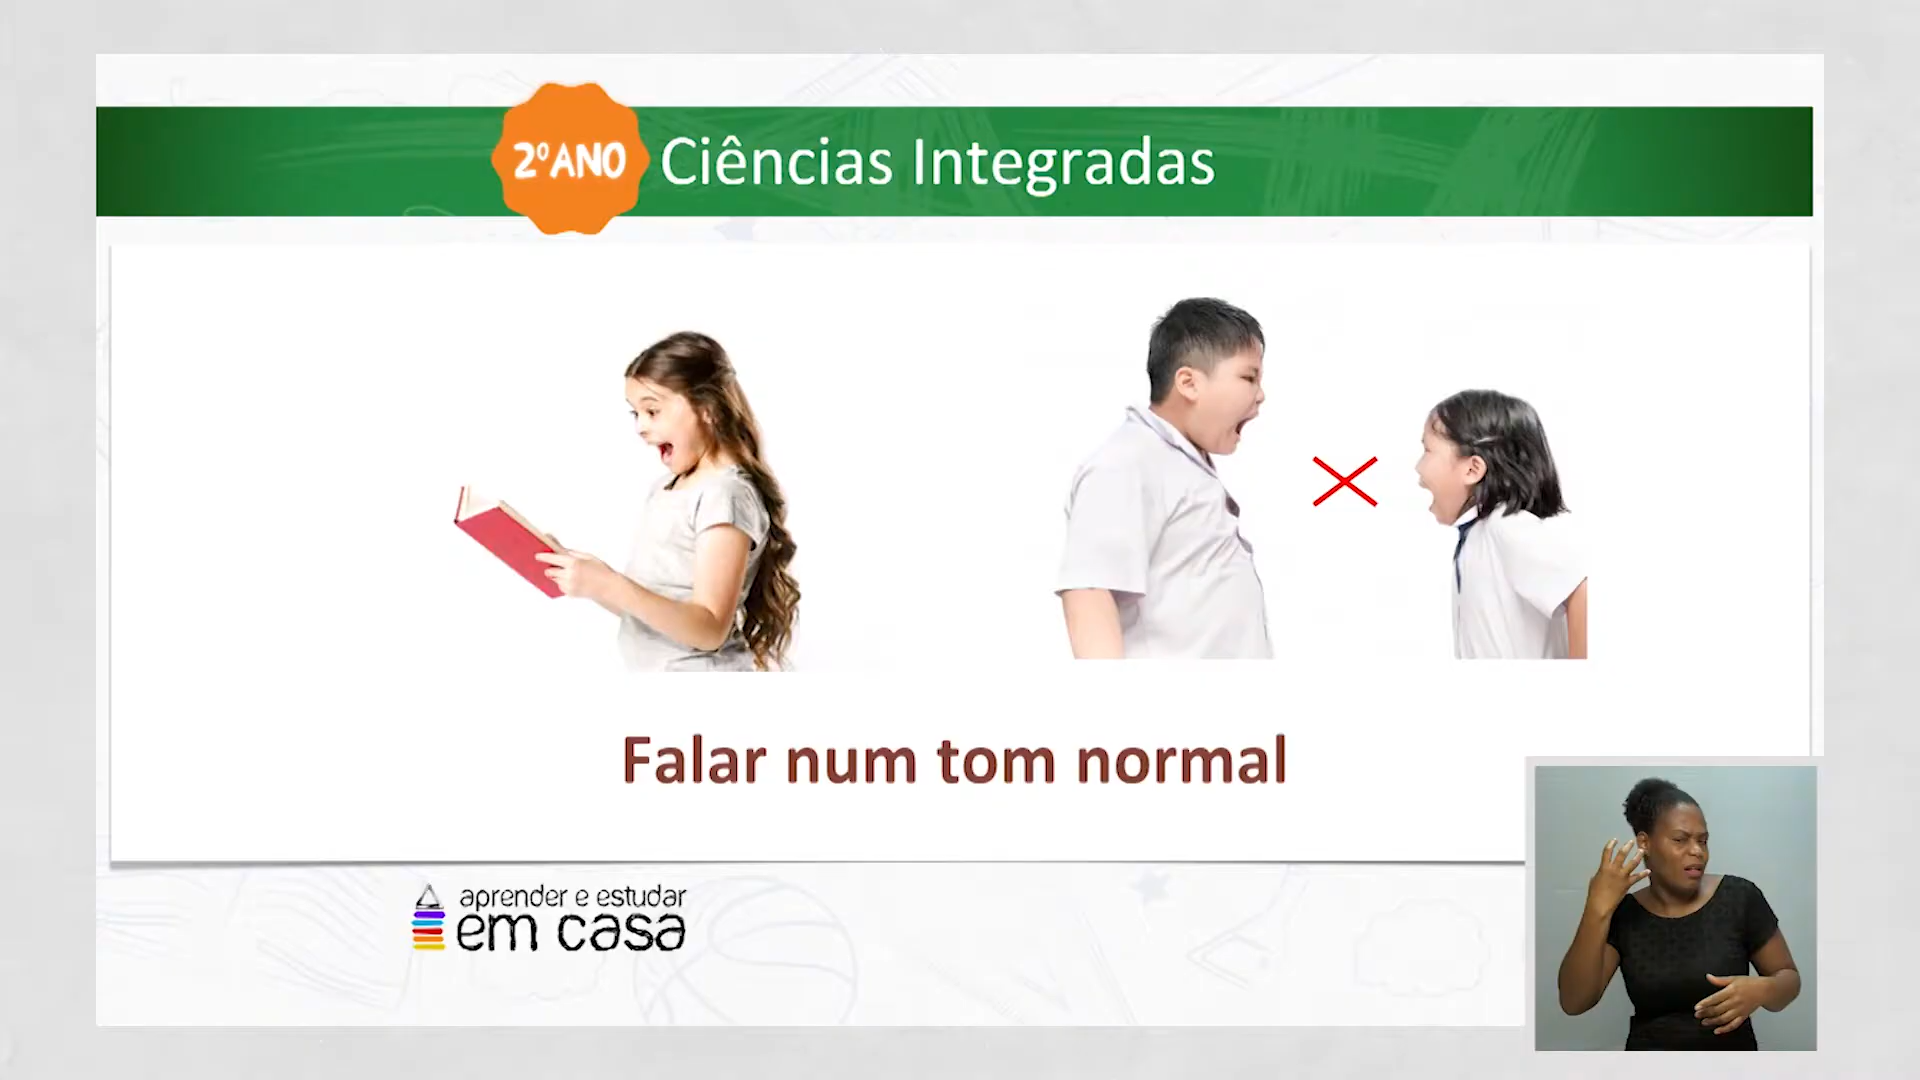 2ºANO Ciências Integradas
Falar num tom normal
aprender e estudar
em casa